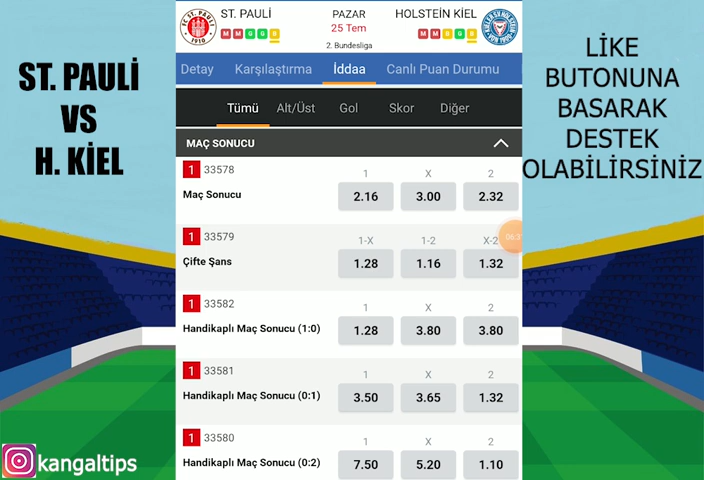 ST. PAULİ
VS
H. KİEL
ST. PAULI
M M G G B
PAZAR
25 Tem
2. Bundesliga
HOLSTEIN KIEL
M M B G B
Detay Karşılaştırma İddaa Canlı Puan Durumu
Tümü Alt/Üst Gol Skor Diğer
MAÇ SONUCU
1 33578 1 X 2
Maç Sonucu 2.16 3.00 2.32
1 33579 1-X 1-2 X-2
Çifte Şans 1.28 1.16 1.32
1 33582 1 X 2
Handikaplı Maç Sonucu (1:0) 1.28 3.80 3.80
1 33581 1 X 2
Handikaplı Maç Sonucu (0:1) 3.50 3.65 1.32
1 33580 1 X 2
Handikaplı Maç Sonucu (0:2) 7.50 5.20 1.10
LİKE
BUTONUNA
BASARAK
DESTEK
OLABİLİRSİNİZ
kangaltips